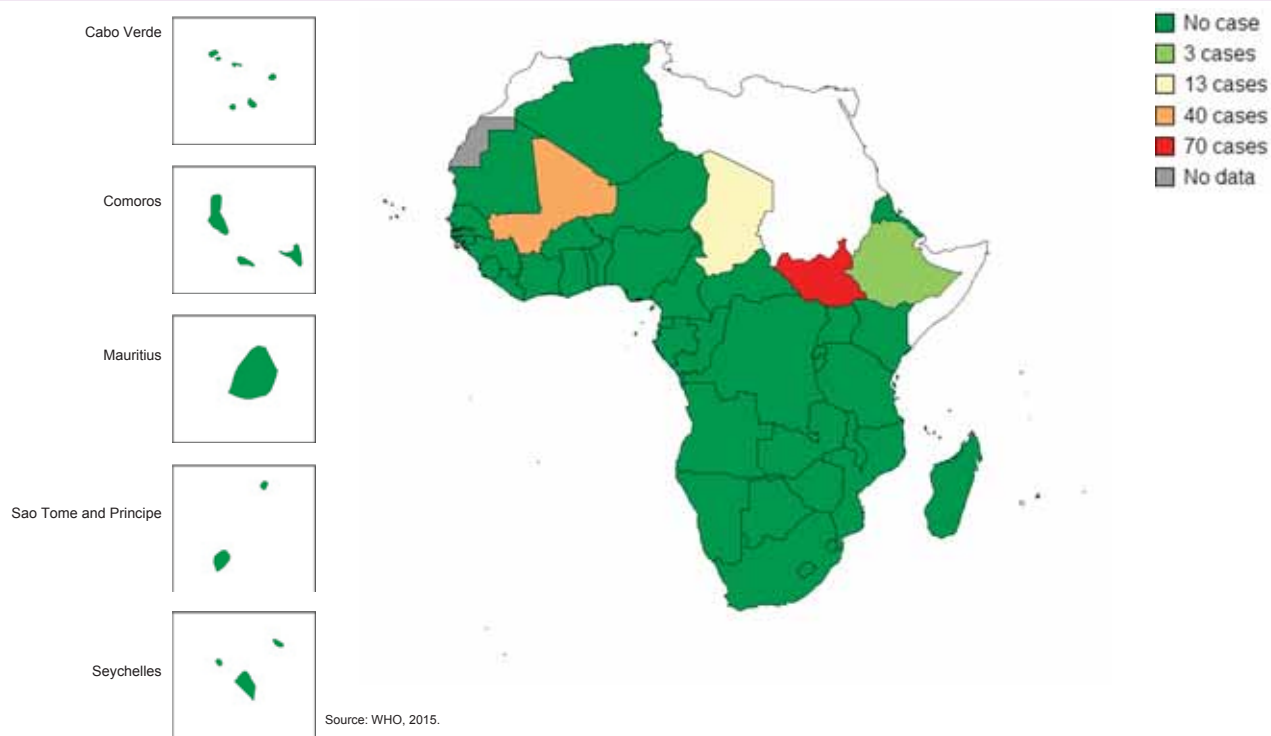 Cabo Verde
Comoros
Mauritius
Sao Tome and Principe
Seychelles
No case
3 cases
13 cases
40 cases
70 cases
No data
Source: WHO, 2015.